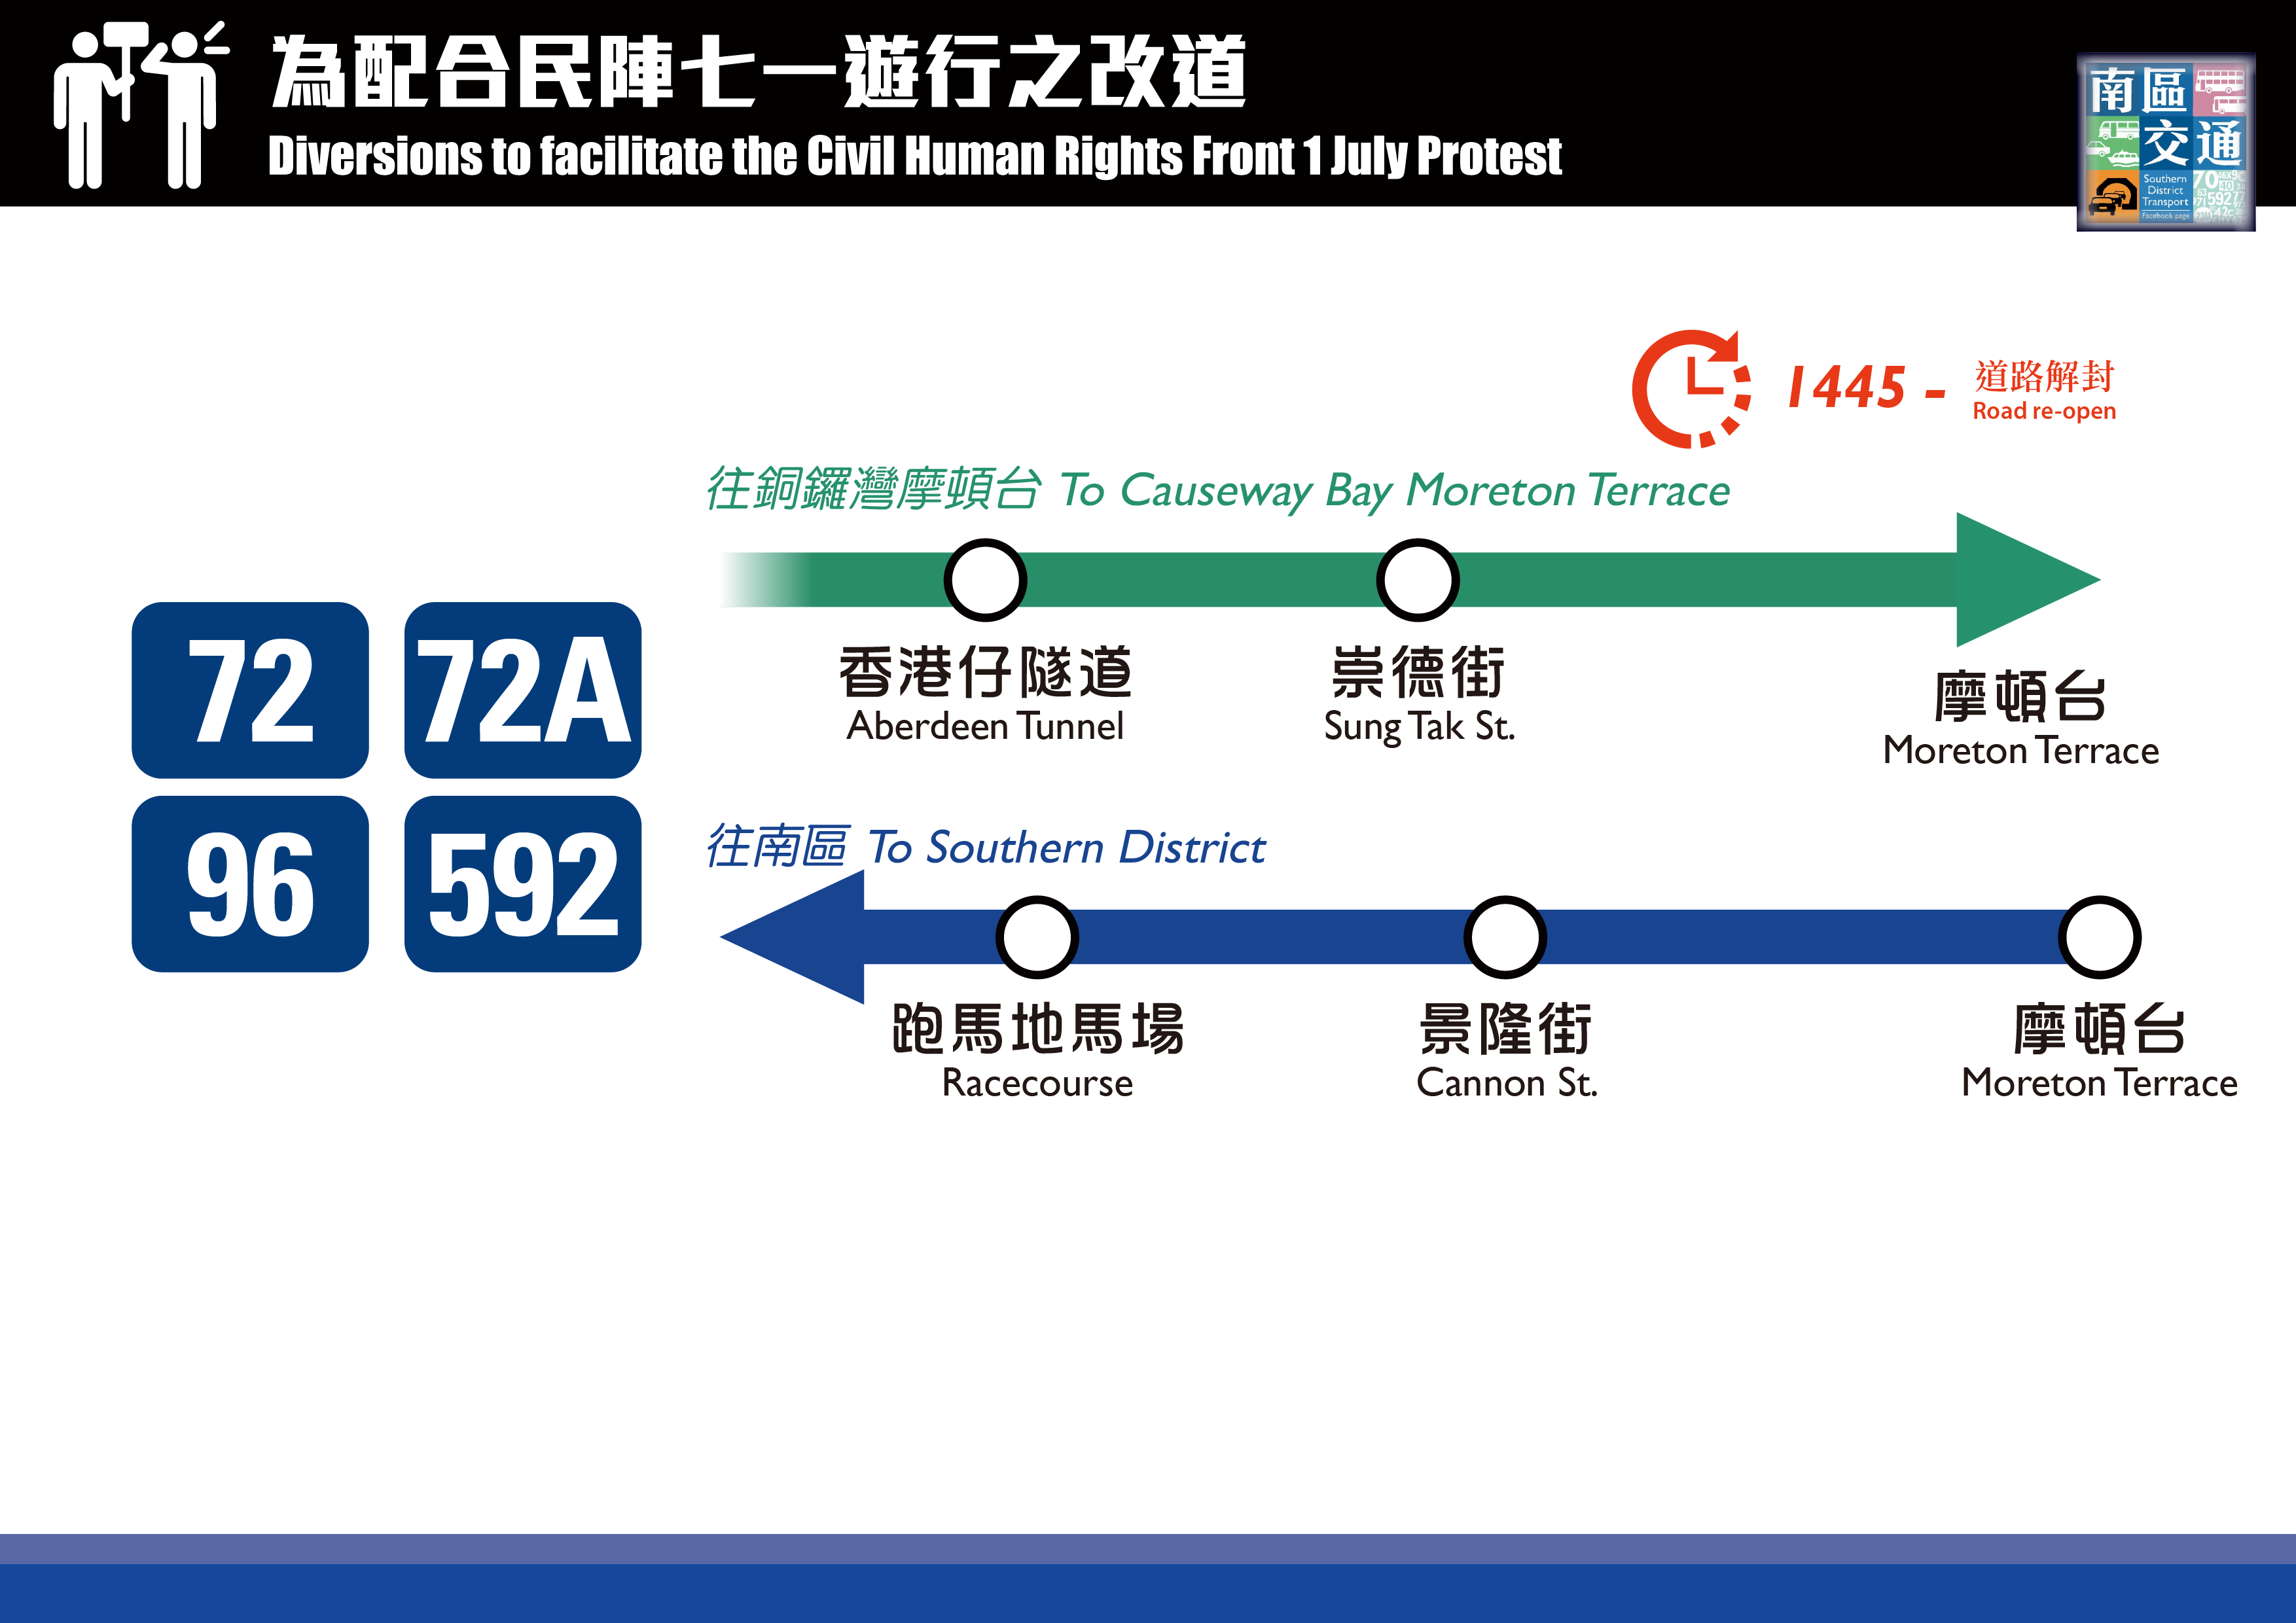 為配合民陣七一遊行之改道
Diversions to facilitate the Civil Human Rights Front 1 July Protest
南區
交通
Southern
District
Transport
Facebook page
1445 - 道路解封
Road re-open
往銅鑼灣摩頓台 To Causeway Bay Moreton Terrace
72 72A
96 592
香港仔隧道
Aberdeen Tunnel
崇德街
Sung Tak St.
摩頓台
Moreton Terrace
往南區 To Southern District
跑馬地馬場
Racecourse
景隆街
Cannon St.
摩頓台
Moreton Terrace